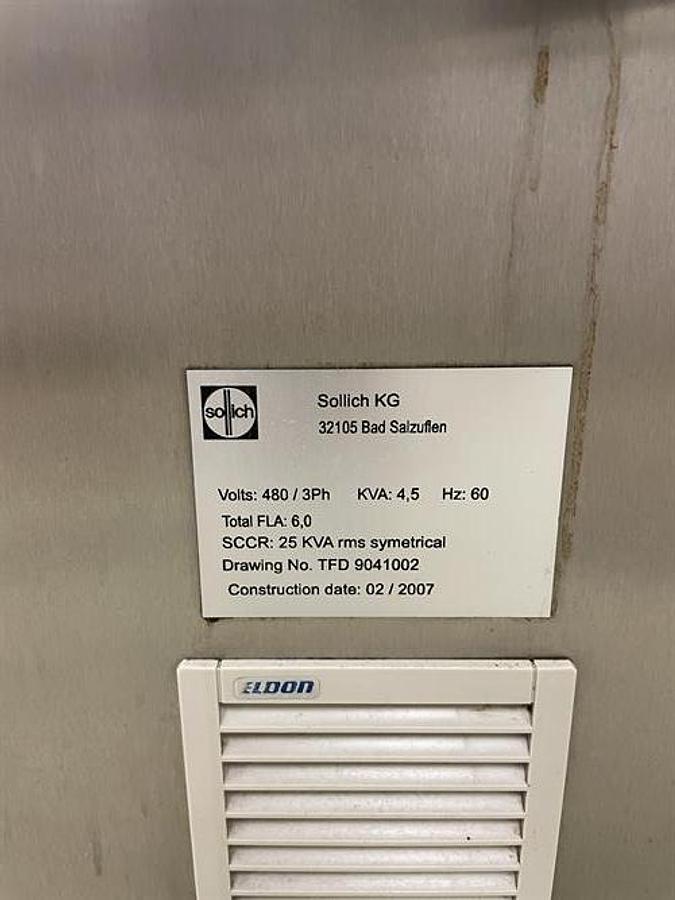 sollich
Sollich KG
32105 Bad Salzuflen
Volts: 480 / 3Ph KVA: 4,5 Hz: 60
Total FLA: 6,0
SCCR: 25 KVA rms symetrical
Drawing No. TFD 9041002
Construction date: 02 / 2007
ELDON